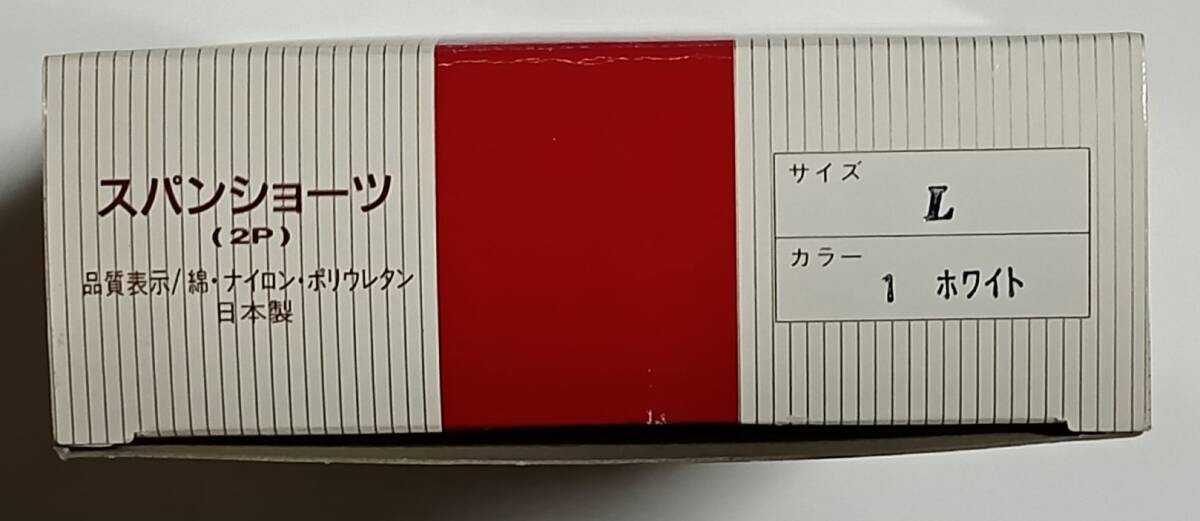 スパンショーツ
(2P)
品質表示/綿・ナイロン・ポリウレタン
日本製
サイズ
L
カラー
1 ホワイト